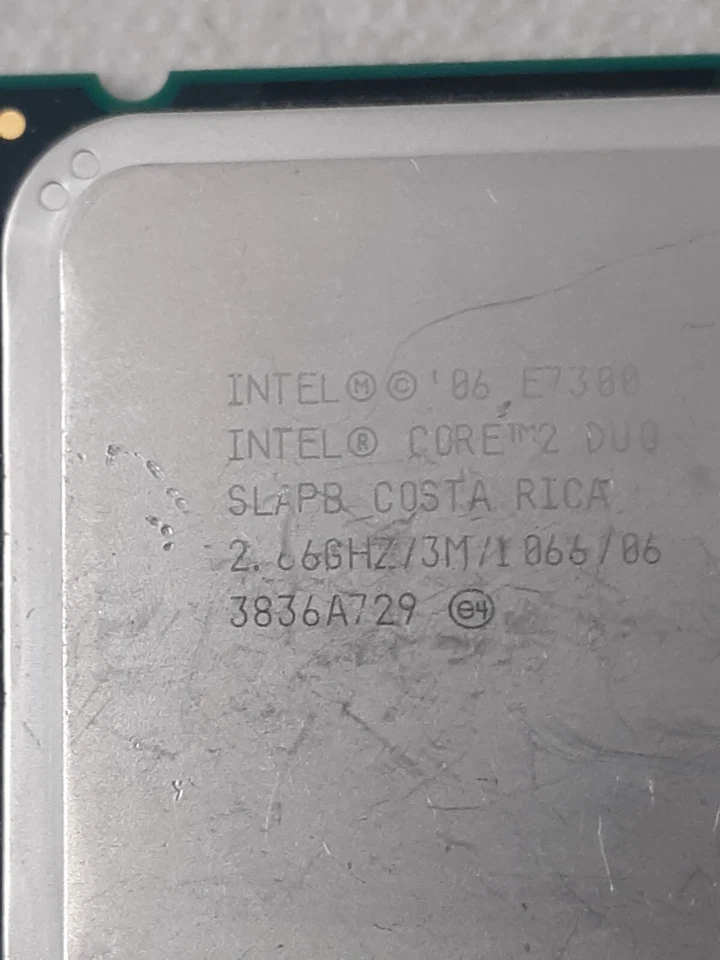 INTEL Ⓜ © '06 E7300
INTEL® CORE™2 DUO
SLAPB COSTA RICA
2.66GHZ/3M/1066/06
3836A729 e4